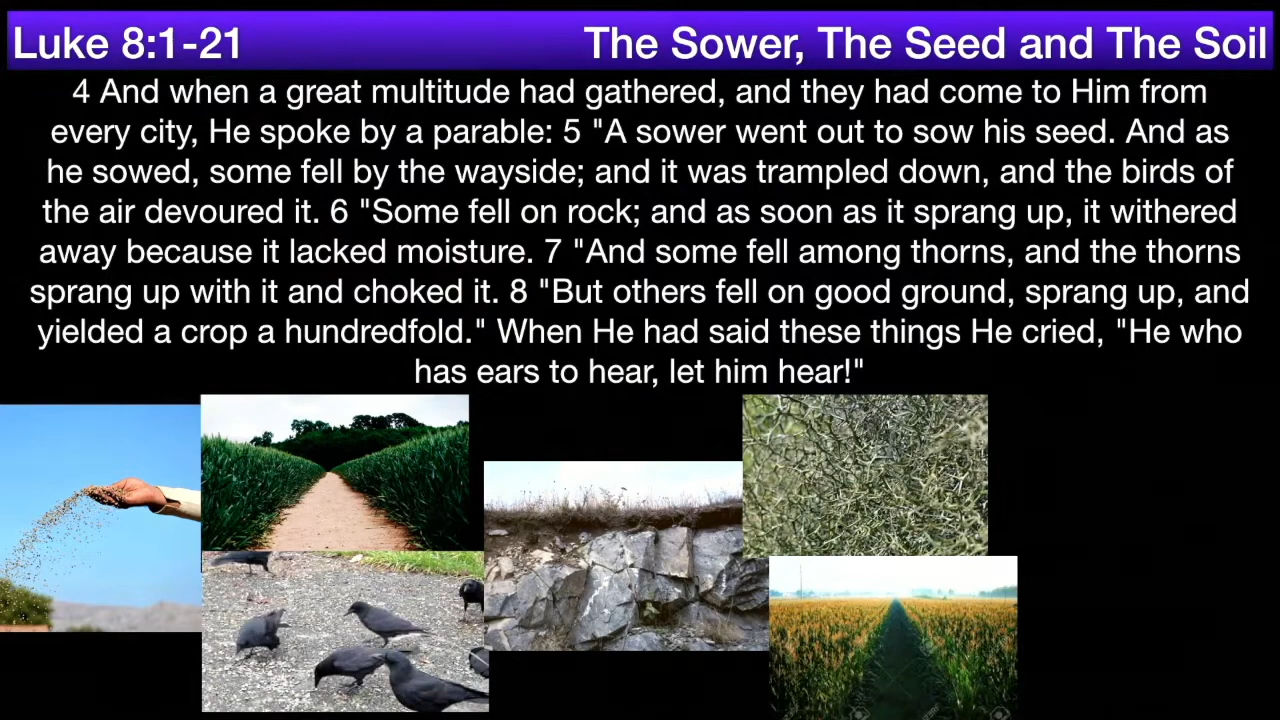 Luke 8:1-21 The Sower, The Seed and The Soil
4 And when a great multitude had gathered, and they had come to Him from
every city, He spoke by a parable: 5 "A sower went out to sow his seed. And as
he sowed, some fell by the wayside; and it was trampled down, and the birds of
the air devoured it. 6 "Some fell on rock; and as soon as it sprang up, it withered
away because it lacked moisture. 7 "And some fell among thorns, and the thorns
sprang up with it and choked it. 8 "But others fell on good ground, sprang up, and
yielded a crop a hundredfold." When He had said these things He cried, "He who
has ears to hear, let him hear!"